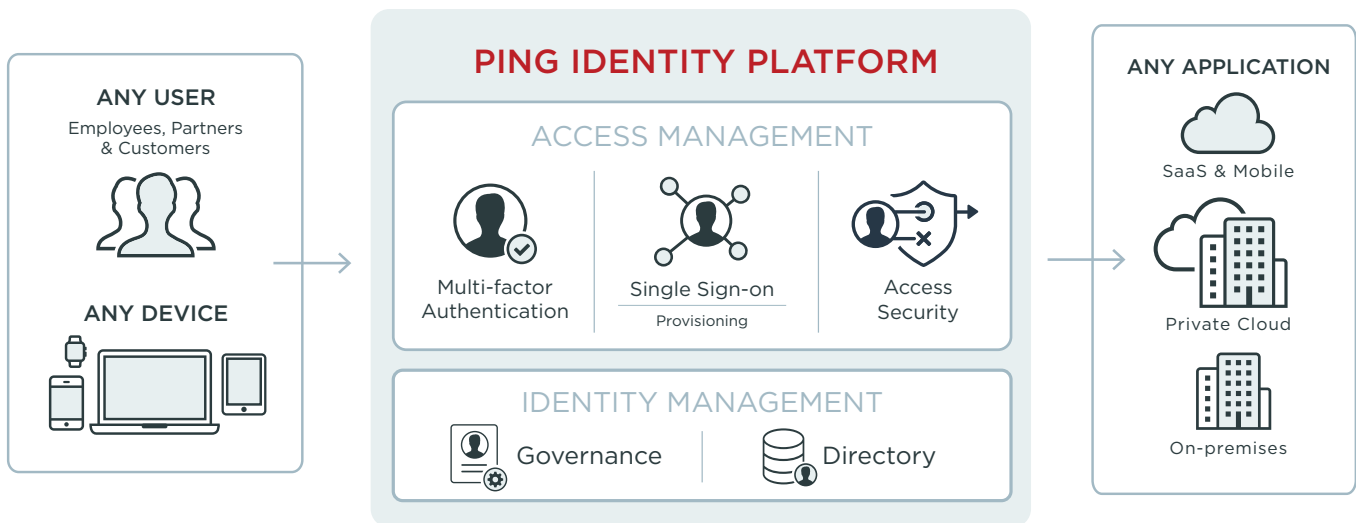 ANY USER
Employees, Partners
& Customers
ANY DEVICE
PING IDENTITY PLATFORM
ACCESS MANAGEMENT
Multi-factor
Authentication
Single Sign-on
Provisioning
Access
Security
IDENTITY MANAGEMENT
Governance
Directory
ANY APPLICATION
SaaS & Mobile
Private Cloud
On-premises